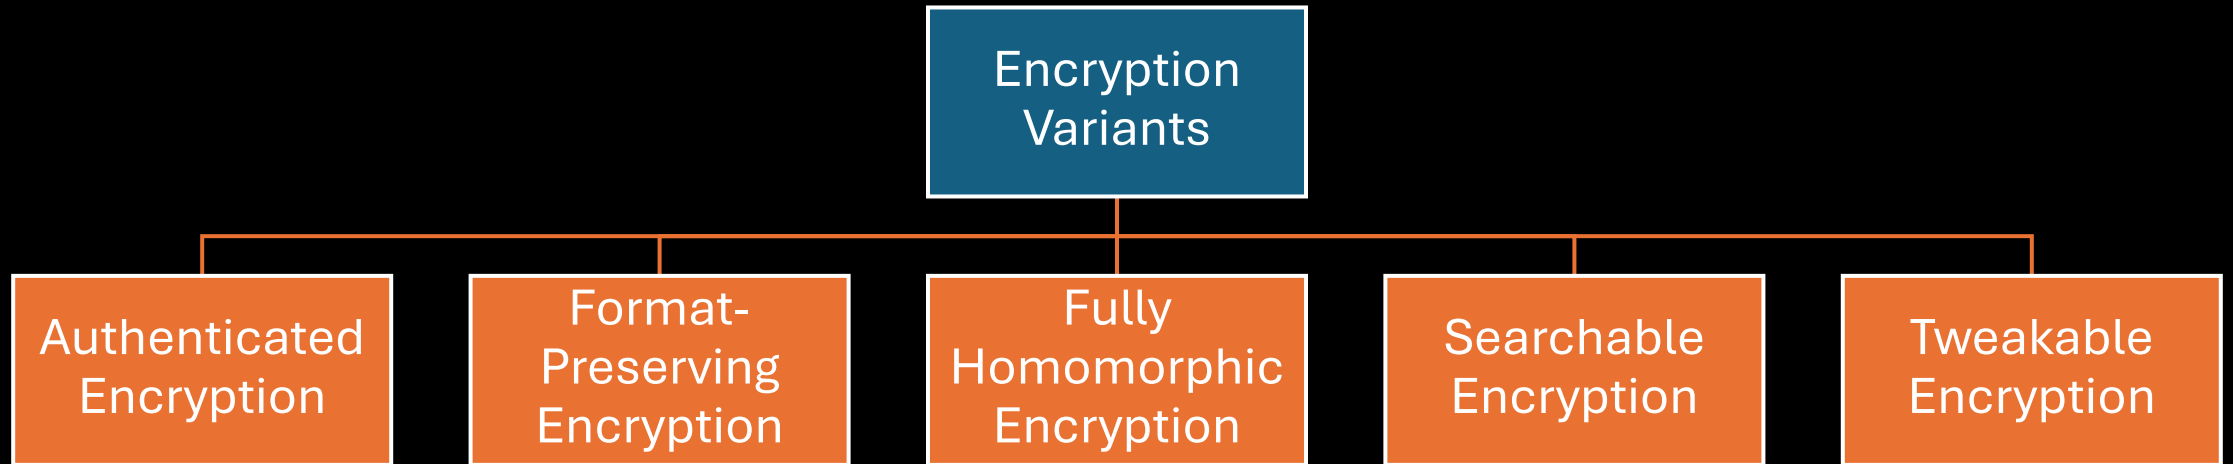 Encryption
Variants
Authenticated
Encryption
Format-
Preserving
Encryption
Fully
Homomorphic
Encryption
Searchable
Encryption
Tweakable
Encryption